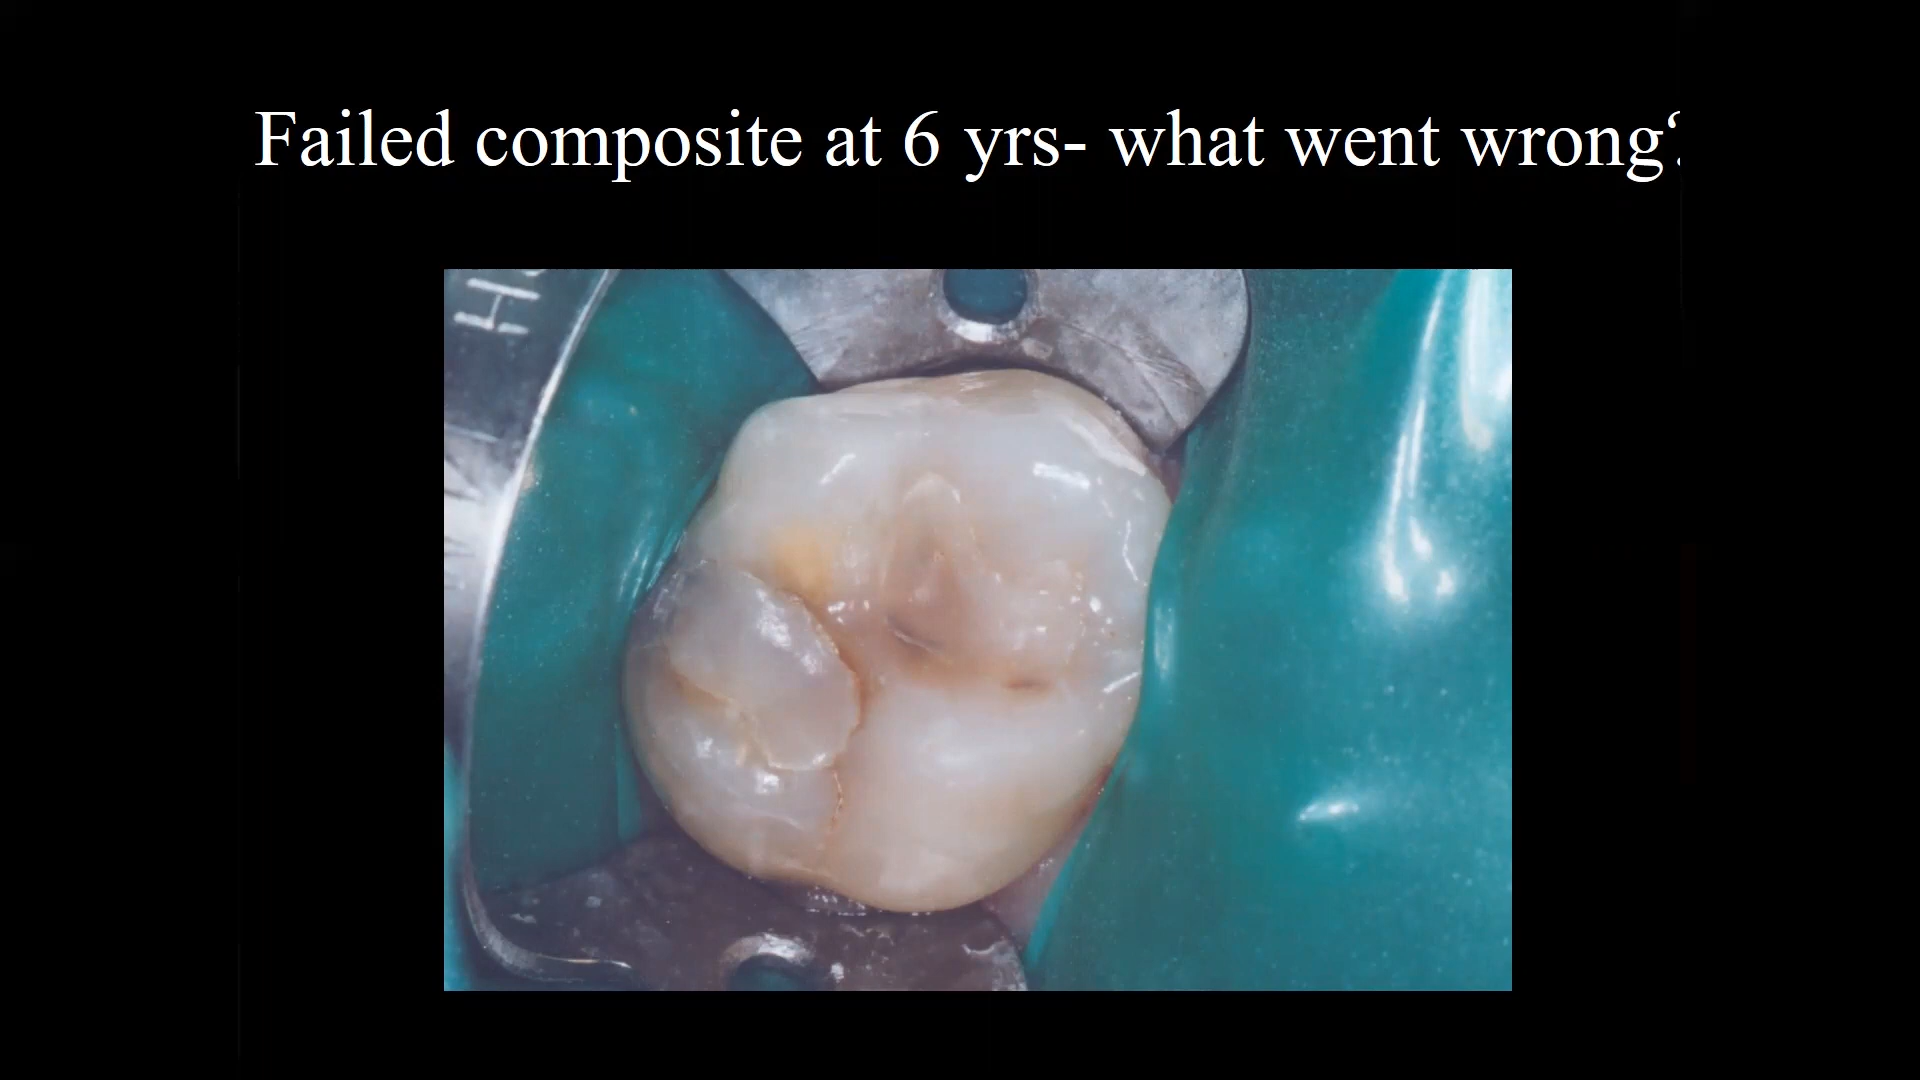 Failed composite at 6 yrs- what went wrong?